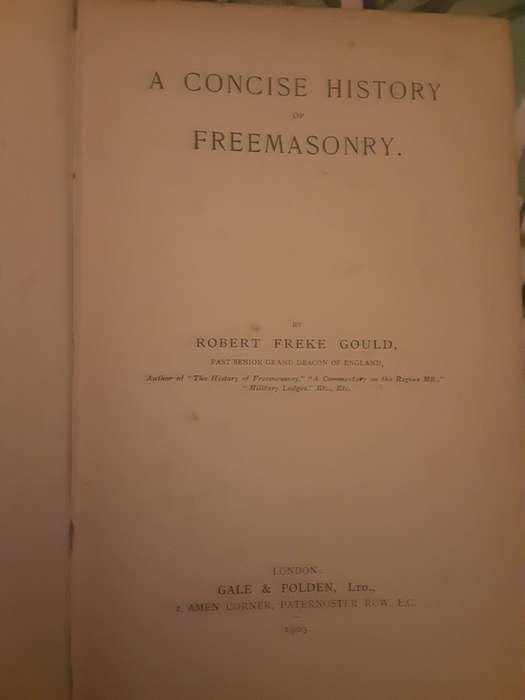 A CONCISE HISTORY
OF
FREEMASONRY.
BY
ROBERT FREKE GOULD,
PAST SENIOR GRAND DEACON OF ENGLAND,
Author of "The History of Freemasonry," "A Commentary on the Regius MS.,"
"Military Lodges," Etc., Etc.
LONDON:
GALE & POLDEN, LTD.,
2, AMEN CORNER, PATERNOSTER ROW, E.C.
1903.